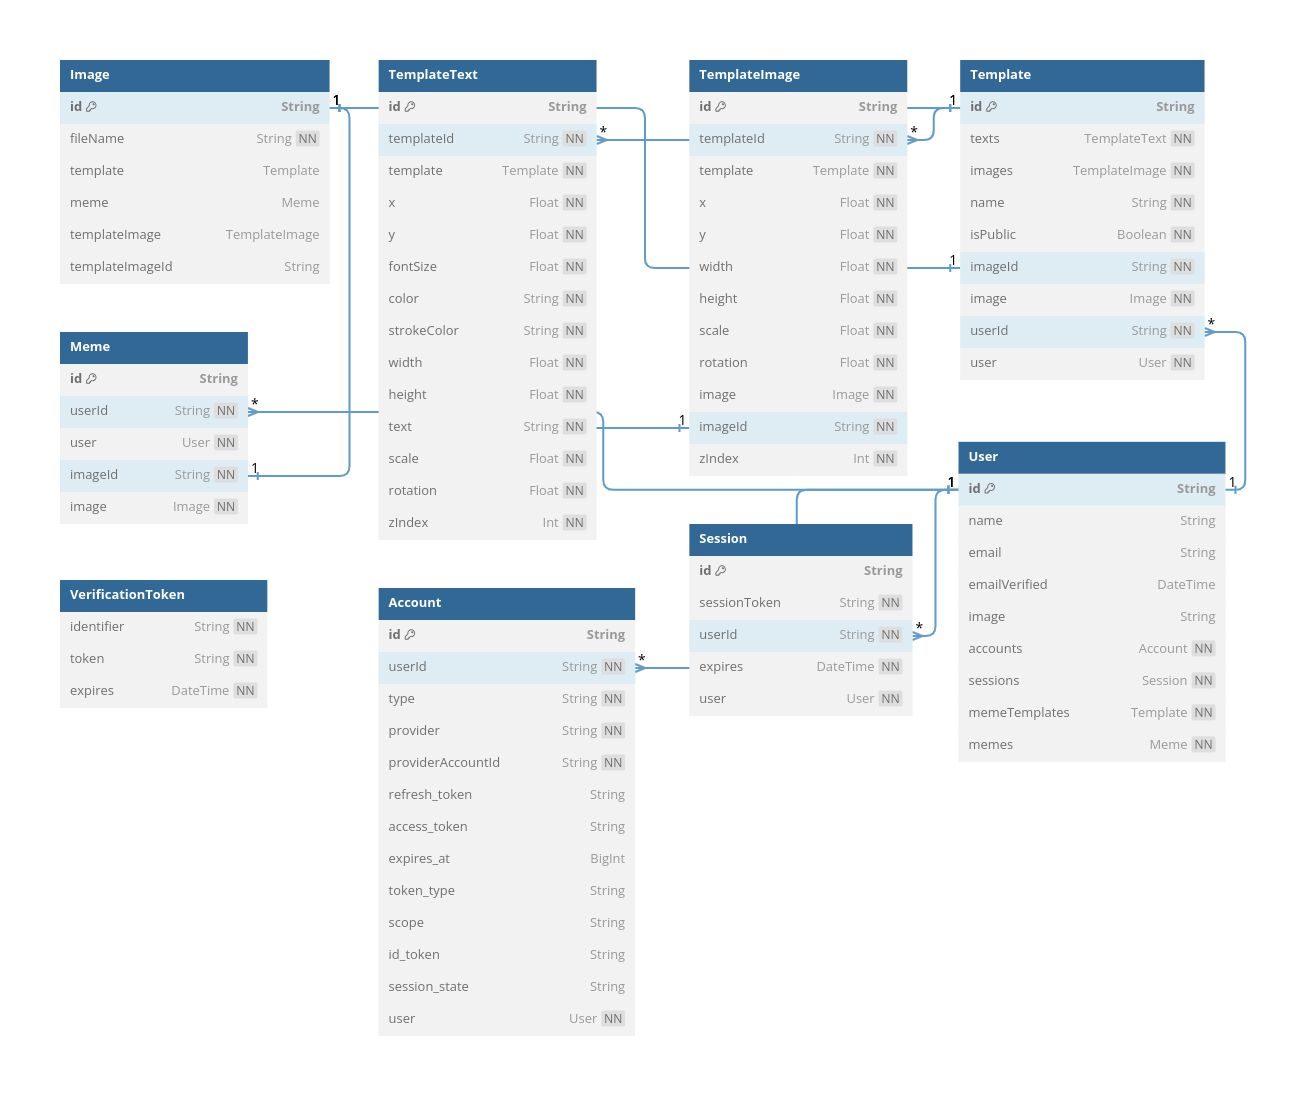 Image
id String
fileName String NN
template Template
meme Meme
templateImage TemplateImage
templateImageId String
1
TemplateText
id String
templateId String NN
*
template Template NN
x Float NN
y Float NN
fontSize Float NN
color String NN
strokeColor String NN
width Float NN
height Float NN
text String NN
scale Float NN
rotation Float NN
zIndex Int NN
TemplateImage
id String
templateId String NN
*
template Template NN
x Float NN
y Float NN
width Float NN
height Float NN
scale Float NN
rotation Float NN
image Image NN
1
imageId String NN
zIndex Int NN
Template
1
id String
texts TemplateText NN
images TemplateImage NN
name String NN
isPublic Boolean NN
1
imageId String NN
image Image NN
userId String NN
*
user User NN
Meme
id String
userId String NN
*
user User NN
imageId String NN
1
image Image NN
User
1
id String
1
name String
email String
emailVerified DateTime
image String
accounts Account NN
sessions Session NN
memeTemplates Template NN
memes Meme NN
Session
id String
sessionToken String NN
userId String NN
*
expires DateTime NN
user User NN
VerificationToken
identifier String NN
token String NN
expires DateTime NN
Account
id String
userId String NN
*
type String NN
provider String NN
providerAccountId String NN
refresh_token String
access_token String
expires_at BigInt
token_type String
scope String
id_token String
session_state String
user User NN